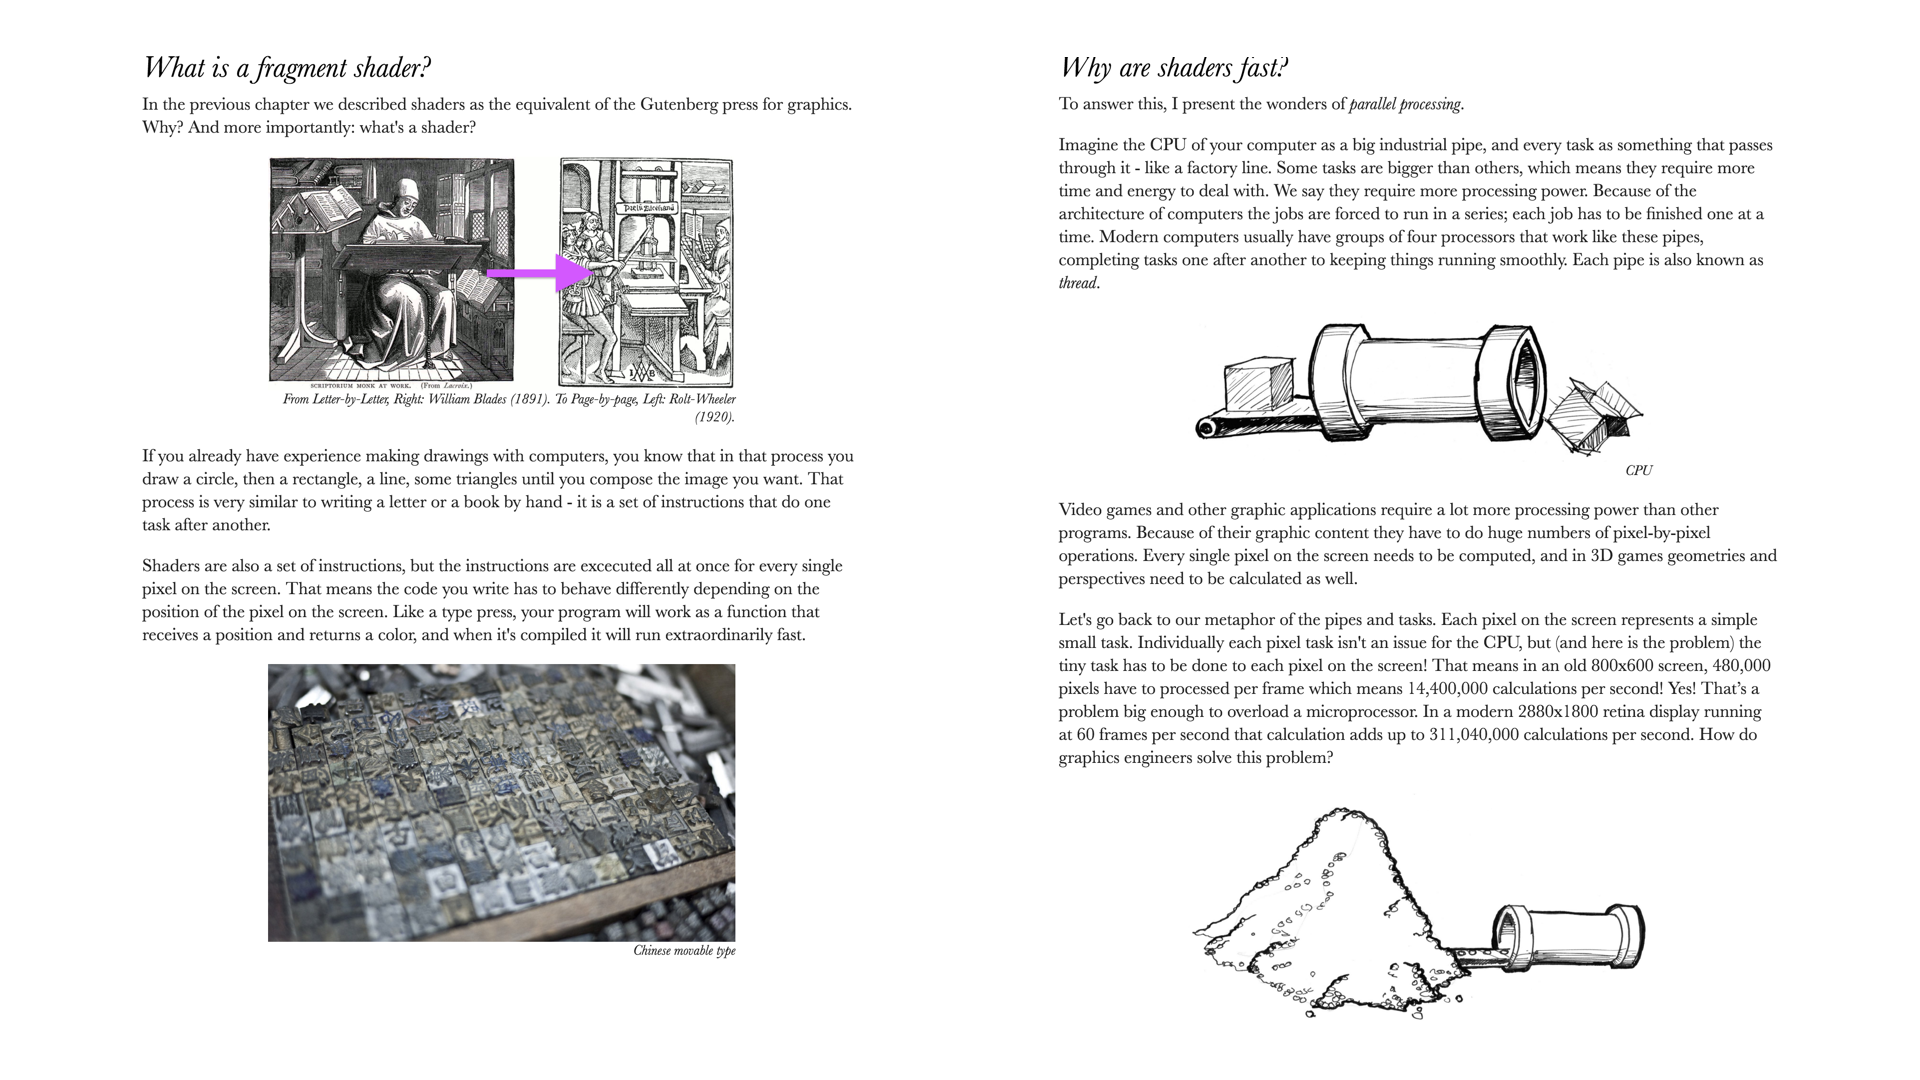 What is a fragment shader?
In the previous chapter we described shaders as the equivalent of the Gutenberg press for graphics.
Why? And more importantly: what's a shader?
Dzelū Ascensianū
I B
SCRIPTORIUM MONK AT WORK. (From Lacroix.)
From Letter-by-Letter, Right: William Blades (1891). To Page-by-page, Left: Rolt-Wheeler
(1920).
If you already have experience making drawings with computers, you know that in that process you
draw a circle, then a rectangle, a line, some triangles until you compose the image you want. That
process is very similar to writing a letter or a book by hand - it is a set of instructions that do one
task after another.
Shaders are also a set of instructions, but the instructions are excecuted all at once for every single
pixel on the screen. That means the code you write has to behave differently depending on the
position of the pixel on the screen. Like a type press, your program will work as a function that
receives a position and returns a color, and when it's compiled it will run extraordinarily fast.
Chinese movable type
Why are shaders fast?
To answer this, I present the wonders of parallel processing.
Imagine the CPU of your computer as a big industrial pipe, and every task as something that passes
through it - like a factory line. Some tasks are bigger than others, which means they require more
time and energy to deal with. We say they require more processing power. Because of the
architecture of computers the jobs are forced to run in a series; each job has to be finished one at a
time. Modern computers usually have groups of four processors that work like these pipes,
completing tasks one after another to keeping things running smoothly. Each pipe is also known as
thread.
CPU
Video games and other graphic applications require a lot more processing power than other
programs. Because of their graphic content they have to do huge numbers of pixel-by-pixel
operations. Every single pixel on the screen needs to be computed, and in 3D games geometries and
perspectives need to be calculated as well.
Let's go back to our metaphor of the pipes and tasks. Each pixel on the screen represents a simple
small task. Individually each pixel task isn't an issue for the CPU, but (and here is the problem) the
tiny task has to be done to each pixel on the screen! That means in an old 800x600 screen, 480,000
pixels have to processed per frame which means 14,400,000 calculations per second! Yes! That’s a
problem big enough to overload a microprocessor. In a modern 2880x1800 retina display running
at 60 frames per second that calculation adds up to 311,040,000 calculations per second. How do
graphics engineers solve this problem?